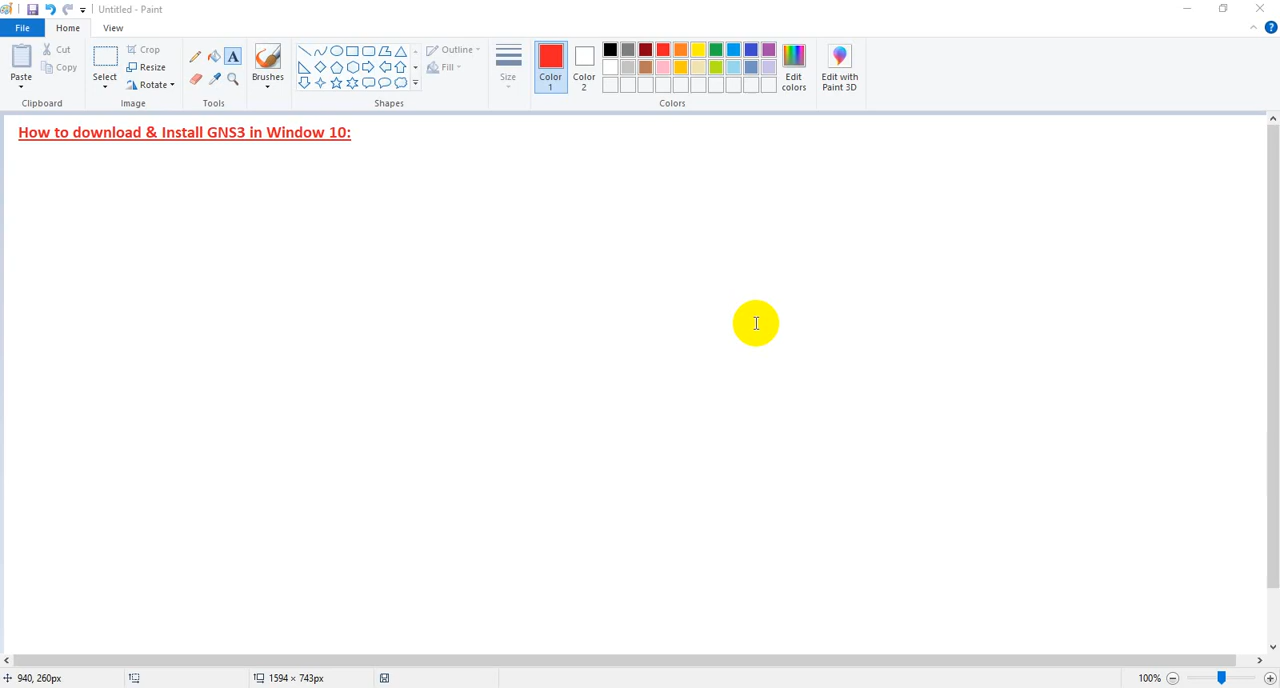 Untitled - Paint
File Home View
Paste
Cut
Copy
Clipboard
Select
Crop
Resize
Rotate
Image
A
Tools
Brushes
Shapes
Outline
Fill
Size
Color 1
Color 2
Colors
Edit colors
Edit with Paint 3D
How to download & Install GNS3 in Window 10:
940, 260px
1594 × 743px
100%